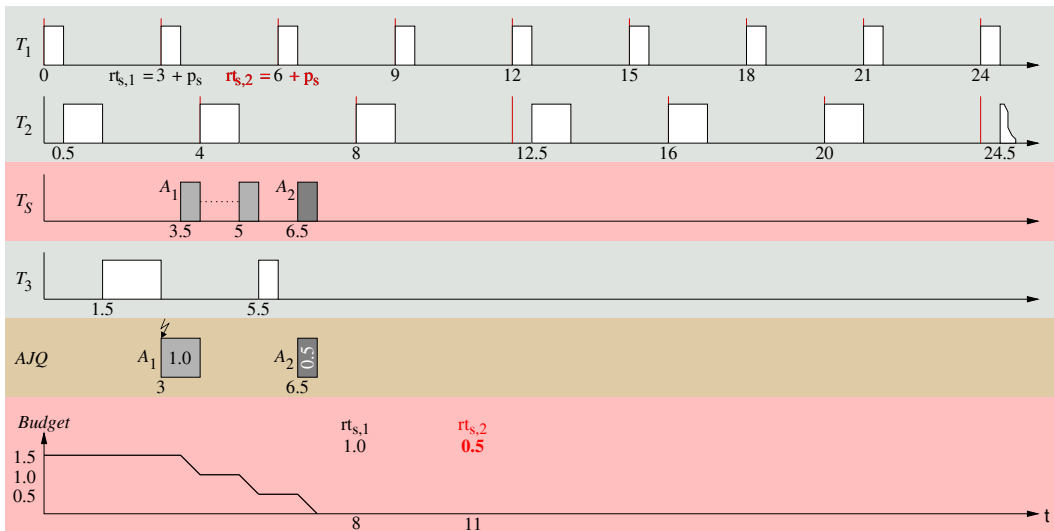 T1
0 rts,1 = 3 + ps rts,2 = 6 + ps 9 12 15 18 21 24
T2
0.5 4 8 12.5 16 20 24.5
TS A1 A2
3.5 5 6.5
T3
1.5 5.5
AJQ A1 1.0 A2 0.5
3 6.5
Budget rts,1 rts,2
1.5 1.0 0.5
1.0
0.5
8 11 t